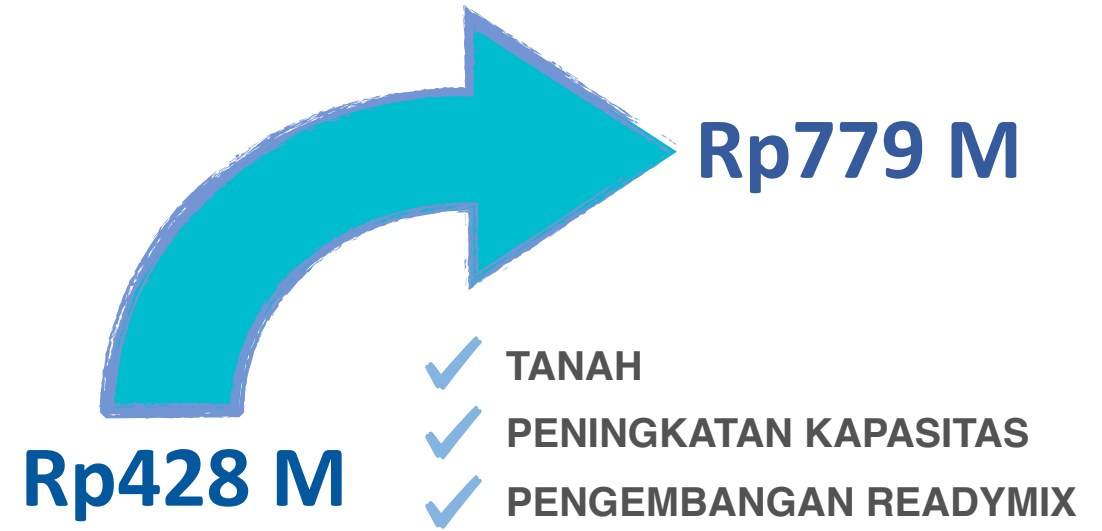 Rp779 M
TANAH
PENINGKATAN KAPASITAS
Rp428 M
PENGEMBANGAN READYMIX